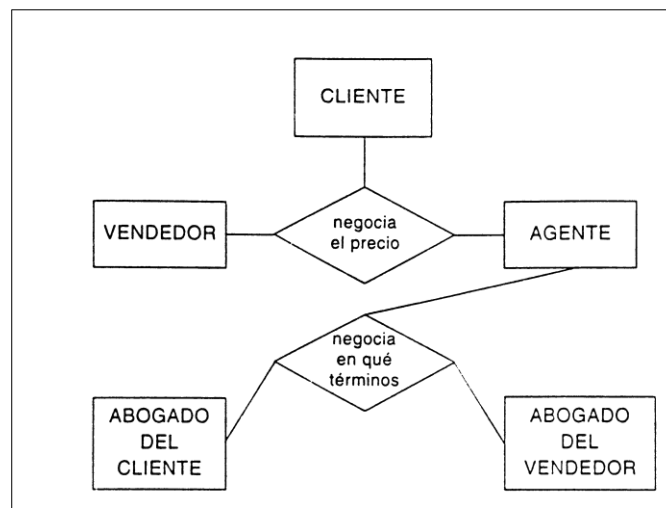 CLIENTE
VENDEDOR
negocia
el precio
AGENTE
negocia
en qué
términos
ABOGADO
DEL
CLIENTE
ABOGADO
DEL
VENDEDOR